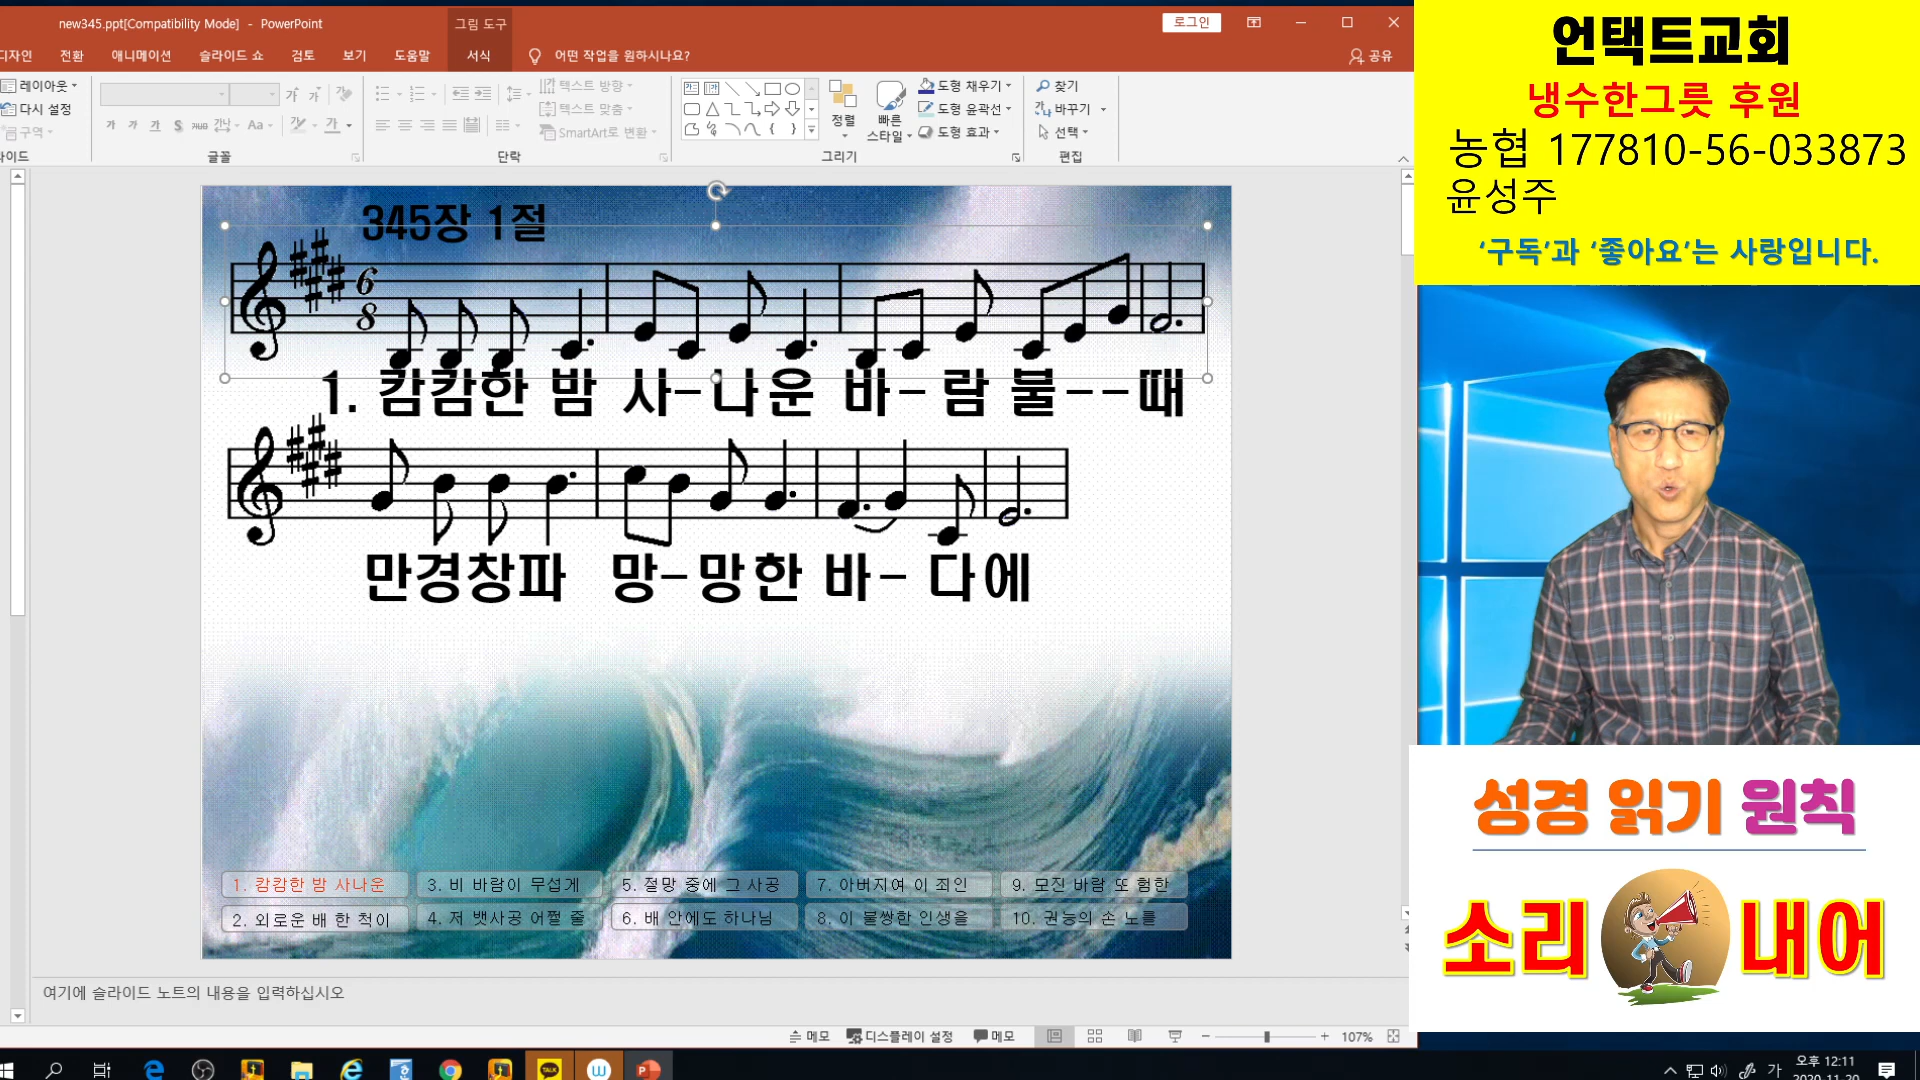 new345.ppt[Compatibility Mode] - PowerPoint
그림 도구
로그인
디자인 전환 애니메이션 슬라이드 쇼 검토 보기 도움말 서식 어떤 작업을 원하시나요? 공유
레이아웃
다시 설정
구역
글꼴
텍스트 방향
텍스트 맞춤
SmartArt로 변환
단락
정렬
빠른
스타일
도형 채우기
도형 윤곽선
도형 효과
그리기
찾기
바꾸기
선택
편집
345장 1절
6
8
1. 캄캄한 밤 사-나운 바-람 불--때
만경창파 망-망한 바-다에
1. 캄캄한 밤 사나운
3. 비 바람이 무섭게
5. 절망 중에 그 사공
7. 아버지여 이 죄인
9. 모진 바람 또 험한
2. 외로운 배 한 척이
4. 저 뱃사공 어쩔 줄
6. 배 안에도 하나님
8. 이 불쌍한 인생을
10. 권능의 손 노를
여기에 슬라이드 노트의 내용을 입력하십시오
메모 디스플레이 설정 메모 107%
오후 12:11
2020-11-20
언택트교회
냉수한그릇 후원
농협 177810-56-033873
윤성주
‘구독’과 ‘좋아요’는 사랑입니다.
성경 읽기 원칙
소리 내어